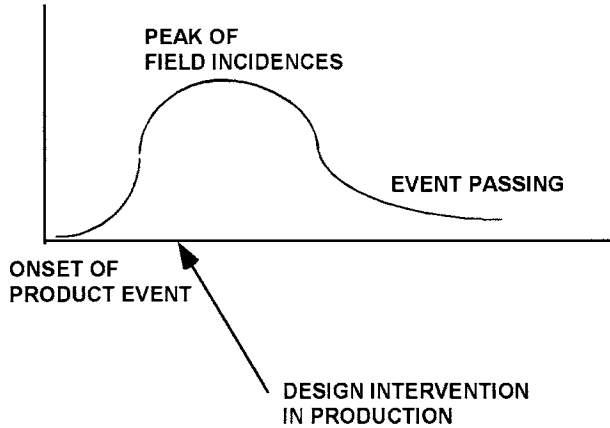 PEAK OF
FIELD INCIDENCES
EVENT PASSING
ONSET OF
PRODUCT EVENT
DESIGN INTERVENTION
IN PRODUCTION